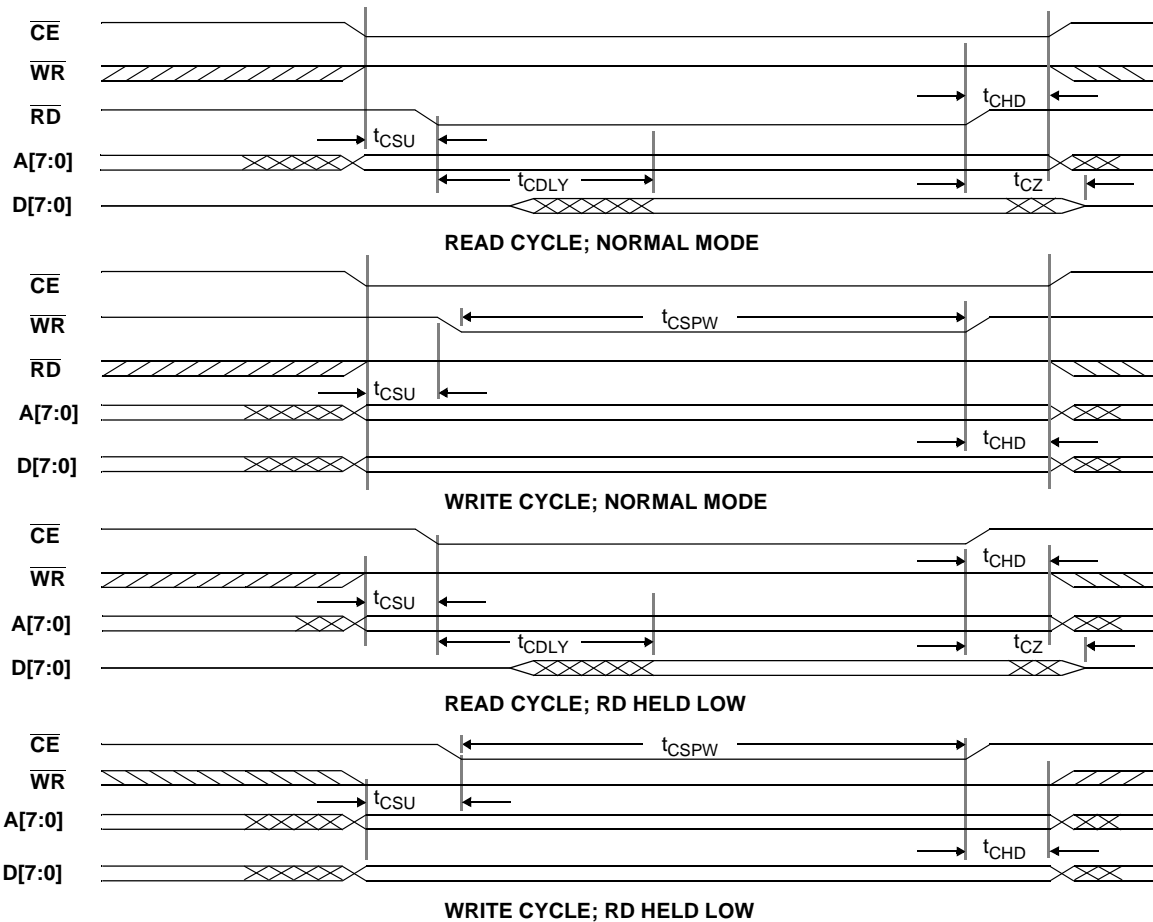 CE
WR
tCHD
RD
tCSU
A[7:0]
tCDLY
tCZ
D[7:0]
READ CYCLE; NORMAL MODE
CE
WR
tCSPW
RD
tCSU
A[7:0]
tCHD
D[7:0]
WRITE CYCLE; NORMAL MODE
CE
tCHD
WR
tCSU
A[7:0]
tCDLY
tCZ
D[7:0]
READ CYCLE; RD HELD LOW
CE
tCSPW
WR
tCSU
A[7:0]
tCHD
D[7:0]
WRITE CYCLE; RD HELD LOW